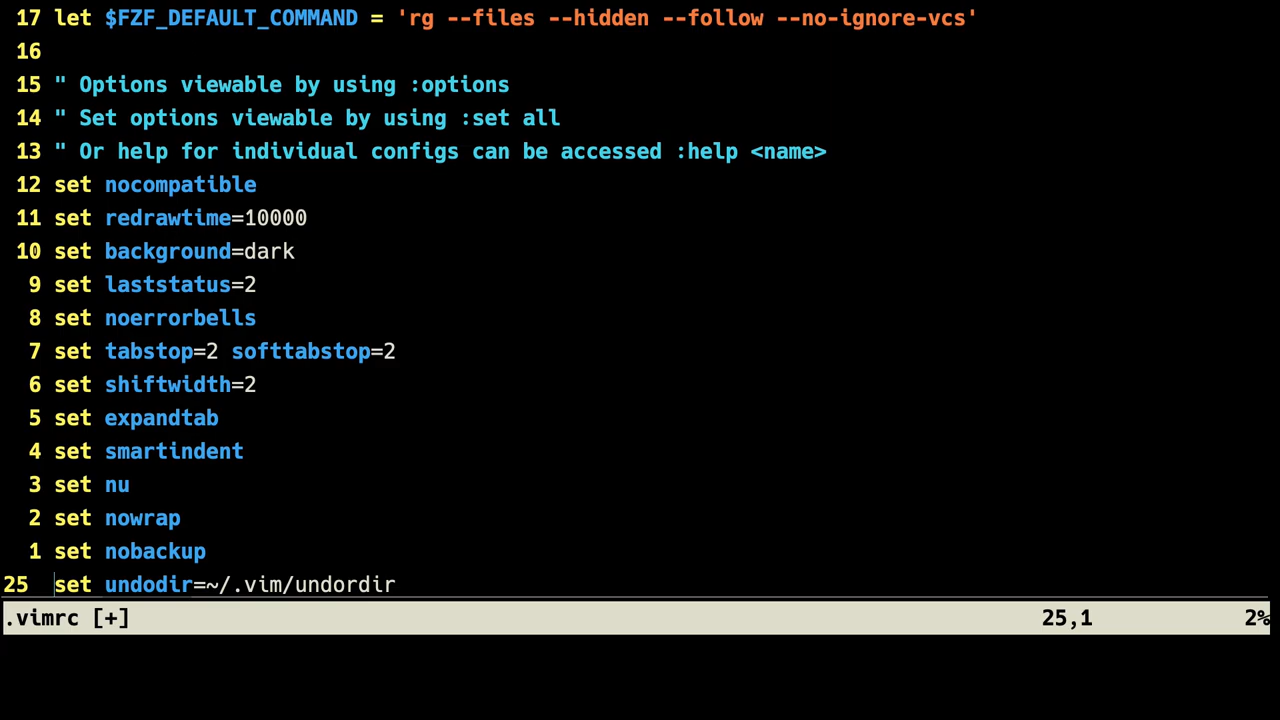 17 let $FZF_DEFAULT_COMMAND = 'rg --files --hidden --follow --no-ignore-vcs'
16
15 " Options viewable by using :options
14 " Set options viewable by using :set all
13 " Or help for individual configs can be accessed :help <name>
12 set nocompatible
11 set redrawtime=10000
10 set background=dark
9 set laststatus=2
8 set noerrorbells
7 set tabstop=2 softtabstop=2
6 set shiftwidth=2
5 set expandtab
4 set smartindent
3 set nu
2 set nowrap
1 set nobackup
25 set undodir=~/.vim/undordir
.vimrc [+] 25,1 2%